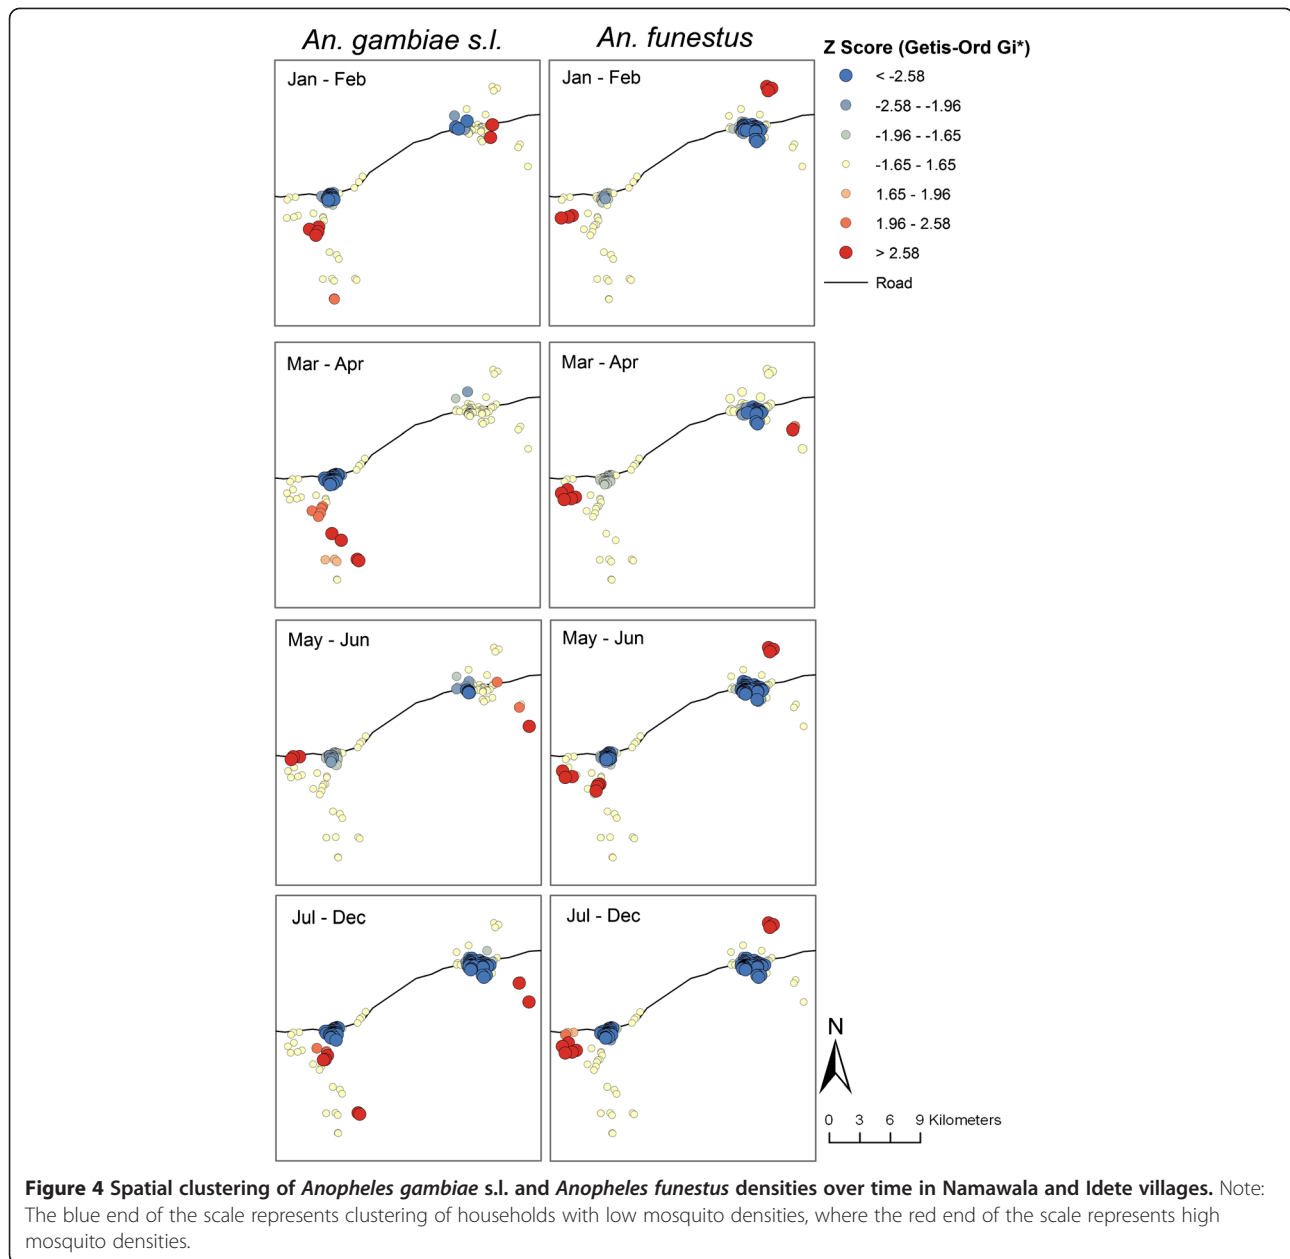 An. gambiae s.l.
An. funestus
Z Score (Getis-Ord Gi*)
< -2.58
-2.58 - -1.96
-1.96 - -1.65
-1.65 - 1.65
1.65 - 1.96
1.96 - 2.58
> 2.58
Road
Jan - Feb
Jan - Feb
Mar - Apr
Mar - Apr
May - Jun
May - Jun
Jul - Dec
Jul - Dec
N
0 3 6 9 Kilometers
Figure 4 Spatial clustering of Anopheles gambiae s.l. and Anopheles funestus densities over time in Namawala and Idete villages. Note:
The blue end of the scale represents clustering of households with low mosquito densities, where the red end of the scale represents high
mosquito densities.